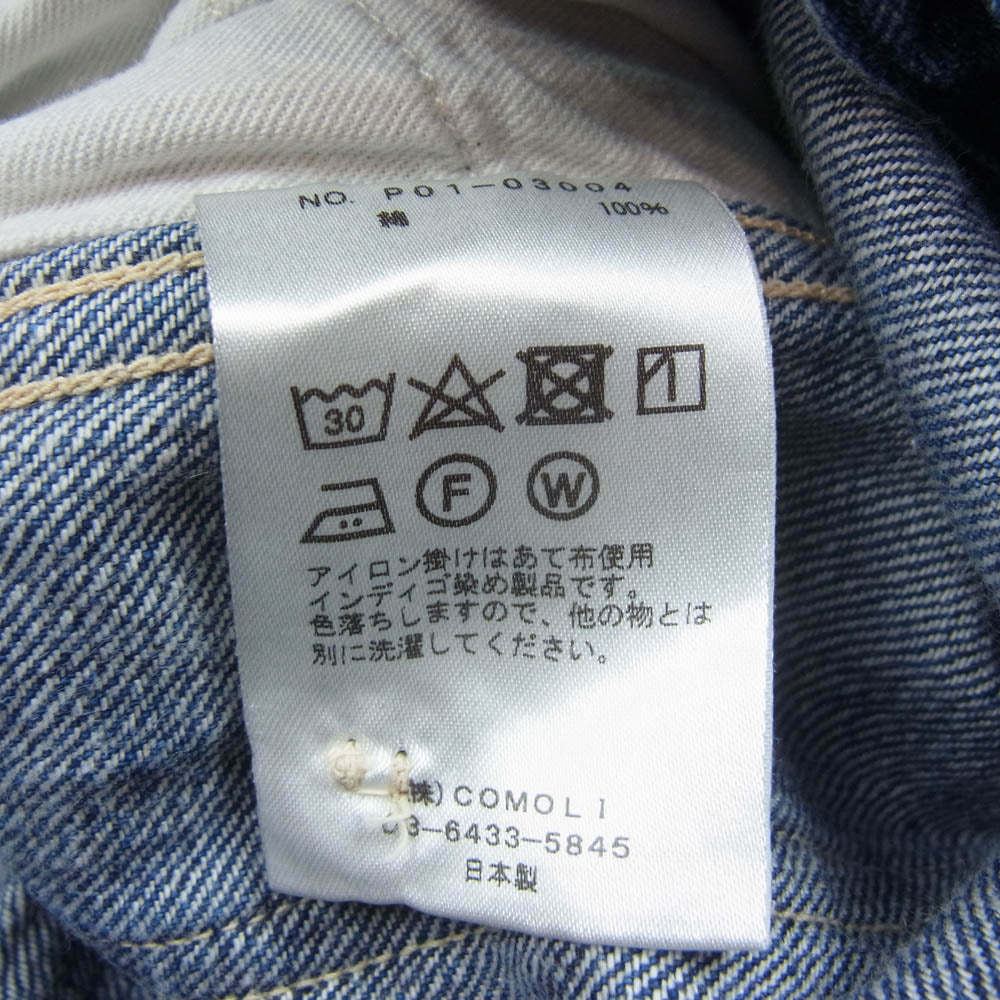 NO. P01-03004
綿 100%
30
F W
アイロン掛けはあて布使用
インディゴ染め製品です。
色落ちしますので、他の物とは
別に洗濯してください。
(株)COMOLI
03-6433-5845
日本製